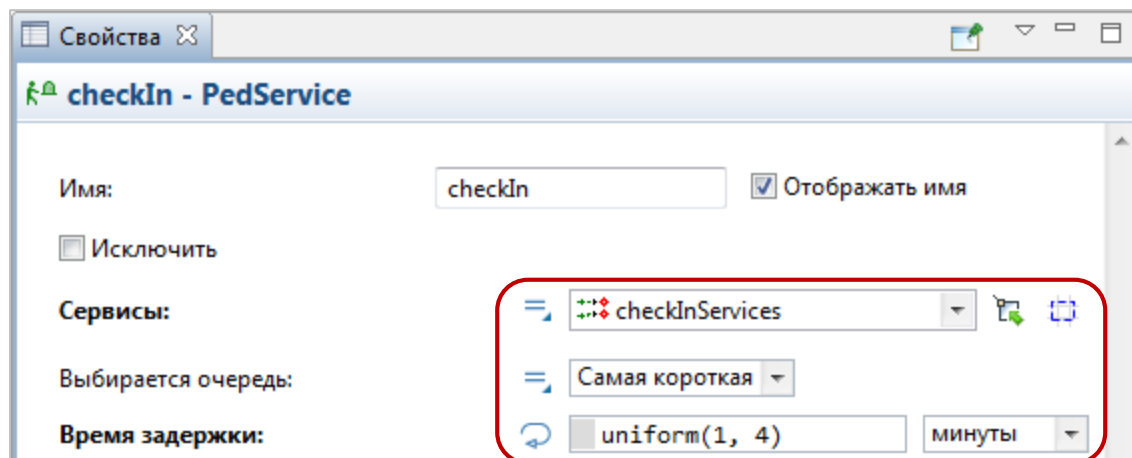 Свойства
checkIn - PedService
Имя: checkIn Отображать имя
Исключить
Сервисы: checkInServices
Выбирается очередь: Самая короткая
Время задержки: uniform(1, 4) минуты